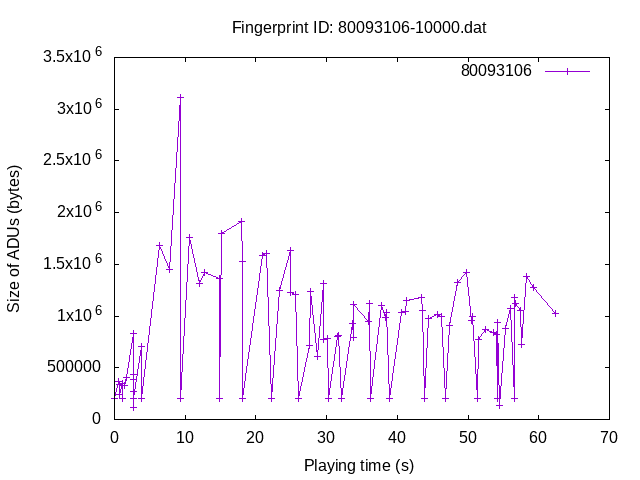 Fingerprint ID: 80093106-10000.dat
80093106
3.5x10 6
3x10 6
2.5x10 6
2x10 6
1.5x10 6
1x10 6
500000
0
Size of ADUs (bytes)
0 10 20 30 40 50 60 70
Playing time (s)